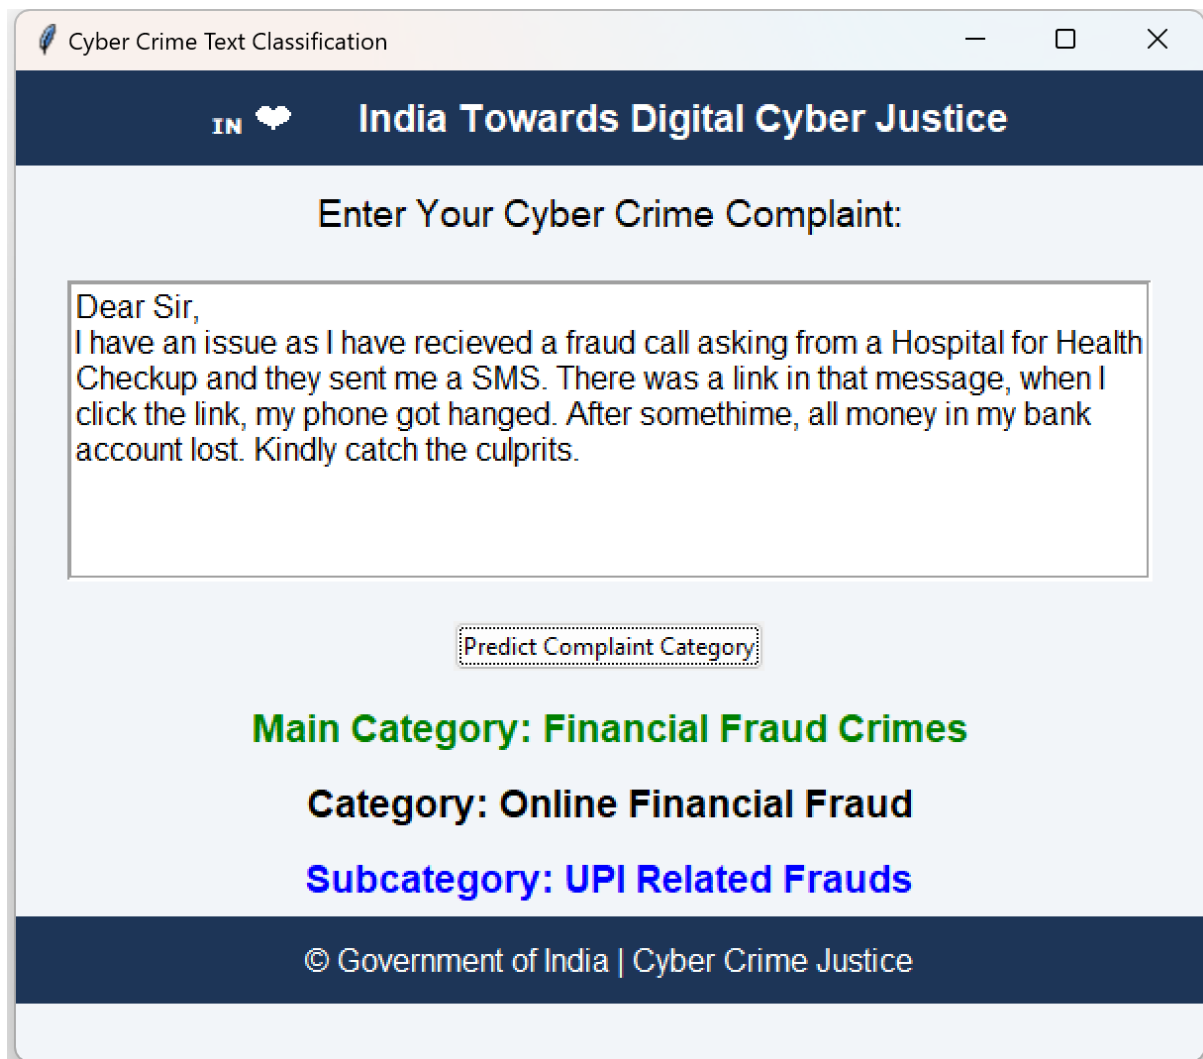 Cyber Crime Text Classification
IN ❤ India Towards Digital Cyber Justice
Enter Your Cyber Crime Complaint:
Dear Sir,
I have an issue as I have recieved a fraud call asking from a Hospital for Health
Checkup and they sent me a SMS. There was a link in that message, when I
click the link, my phone got hanged. After somethime, all money in my bank
account lost. Kindly catch the culprits.
Predict Complaint Category
Main Category: Financial Fraud Crimes
Category: Online Financial Fraud
Subcategory: UPI Related Frauds
© Government of India | Cyber Crime Justice